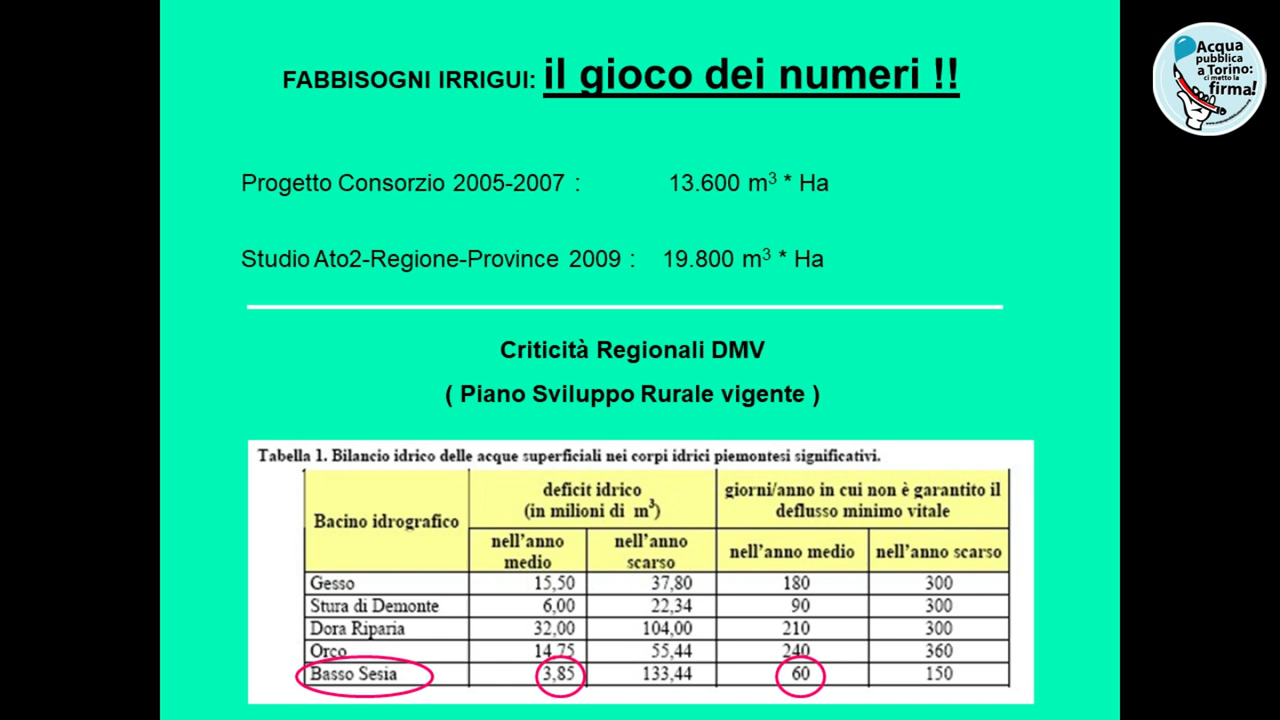 FABBISOGNI IRRIGUI: il gioco dei numeri !!
Acqua
pubblica
a Torino:
ci metto la
firma!
Progetto Consorzio 2005-2007 : 13.600 m³ * Ha
Studio Ato2-Regione-Province 2009 : 19.800 m³ * Ha
Criticità Regionali DMV
( Piano Sviluppo Rurale vigente )
Tabella 1. Bilancio idrico delle acque superficiali nei corpi idrici piemontesi significativi.
Bacino idrografico
deficit idrico
(in milioni di m³)
giorni/anno in cui non è garantito il
deflusso minimo vitale
nell'anno
medio
nell'anno
scarso
nell'anno medio
nell'anno scarso
Gesso 15,50 37,80 180 300
Stura di Demonte 6,00 22,34 90 300
Dora Riparia 32,00 104,00 210 300
Orco 14,75 55,44 240 360
Basso Sesia 3,85 133,44 60 150